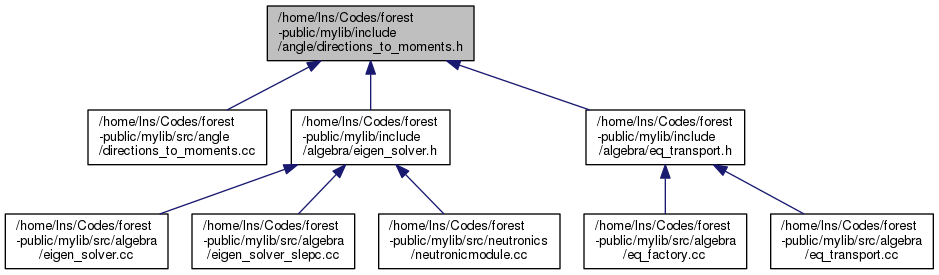 /home/lns/Codes/forest
-public/mylib/include
/angle/directions_to_moments.h
/home/lns/Codes/forest
-public/mylib/src/angle
/directions_to_moments.cc
/home/lns/Codes/forest
-public/mylib/include
/algebra/eigen_solver.h
/home/lns/Codes/forest
-public/mylib/include
/algebra/eq_transport.h
/home/lns/Codes/forest
-public/mylib/src/algebra
/eigen_solver.cc
/home/lns/Codes/forest
-public/mylib/src/algebra
/eigen_solver_slepc.cc
/home/lns/Codes/forest
-public/mylib/src/neutronics
/neutronicmodule.cc
/home/lns/Codes/forest
-public/mylib/src/algebra
/eq_factory.cc
/home/lns/Codes/forest
-public/mylib/src/algebra
/eq_transport.cc